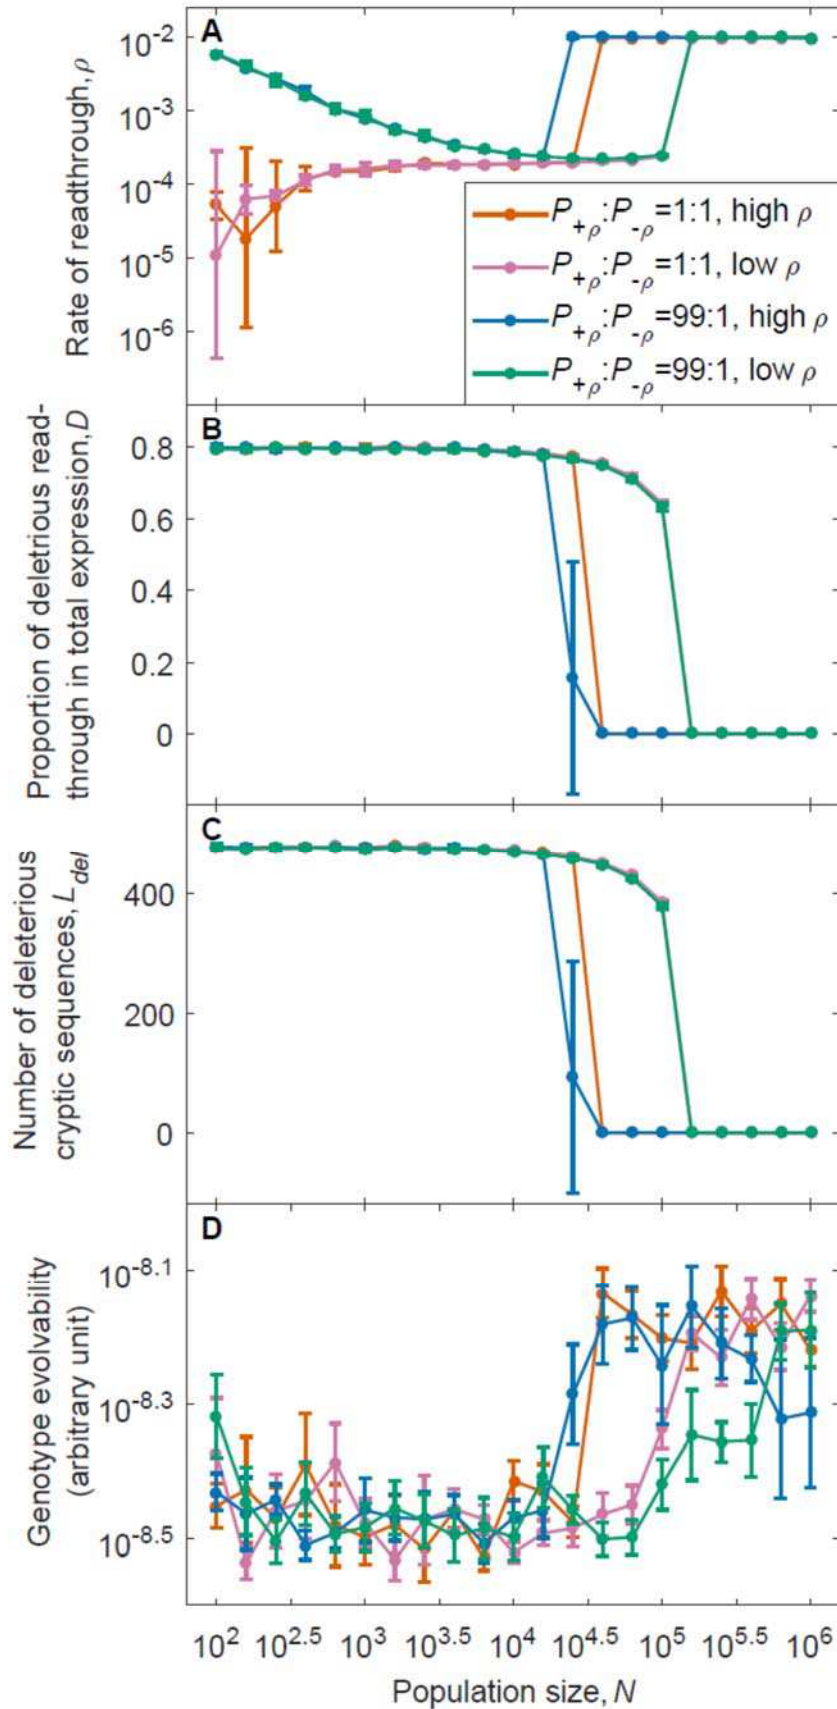 A
Rate of readthrough, ρ
10⁻²
10⁻³
10⁻⁴
10⁻⁵
10⁻⁶
P₊ρ:P₋ρ=1:1, high ρ
P₊ρ:P₋ρ=1:1, low ρ
P₊ρ:P₋ρ=99:1, high ρ
P₊ρ:P₋ρ=99:1, low ρ
B
Proportion of deletrious read-
through in total expression, D
0.8
0.6
0.4
0.2
0
C
Number of deleterious
cryptic sequences, L_del
400
200
0
D
Genotype evolvability
(arbitrary unit)
10⁻⁸·¹
10⁻⁸·³
10⁻⁸·⁵
10² 10²·⁵ 10³ 10³·⁵ 10⁴ 10⁴·⁵ 10⁵ 10⁵·⁵ 10⁶
Population size, N